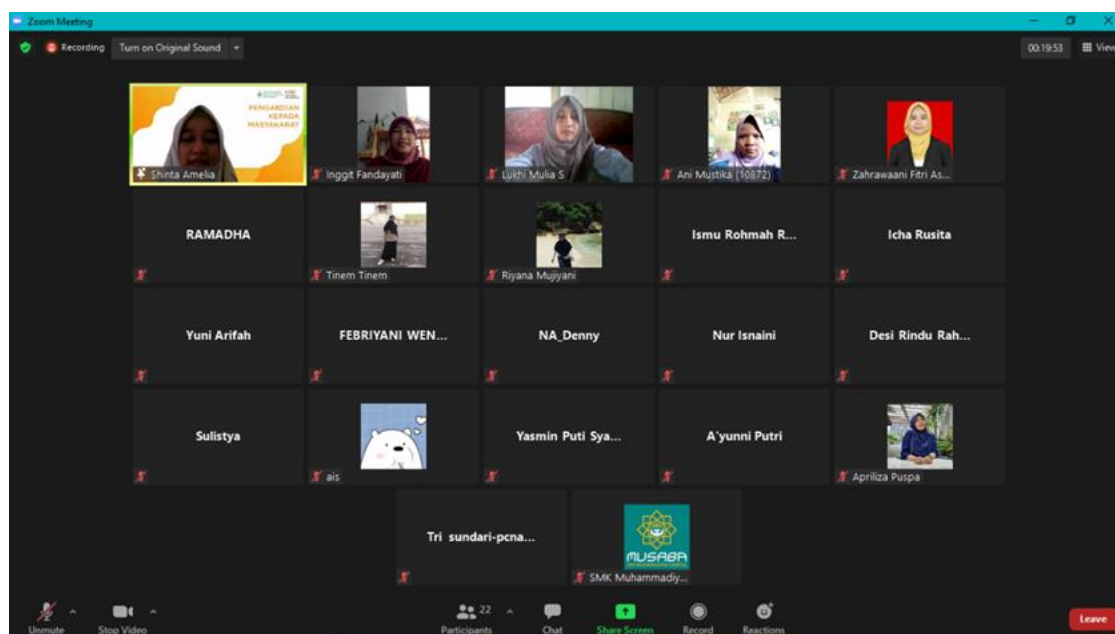 Zoom Meeting
Recording
Turn on Original Sound
00:19:53
View
PENGABDIAN
KEPADA
MASYARAKAT
Shinta Amelia
Inggit Fandayati
Lukhi Mulia S
Ani Mustika (10872)
Zahrawaani Fitri As...
RAMADHA
Tinem Tinem
Riyana Mujiyani
Ismu Rohmah R...
Icha Rusita
Yuni Arifah
FEBRIYANI WEN...
NA_Denny
Nur Isnaini
Desi Rindu Rah...
Sulistya
ais
Yasmin Puti Sya...
A'yunni Putri
Apriliza Puspa
Tri sundari-pcna...
MUSABA
SMK Muhammadiy...
Unmute
Stop Video
Participants
22
Chat
Share Screen
Record
Reactions
Leave